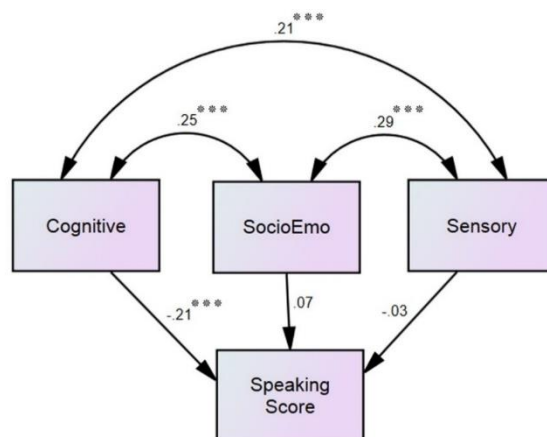 .21***
.25***
.29***
Cognitive
SocioEmo
Sensory
-.21***
.07
-.03
Speaking
Score